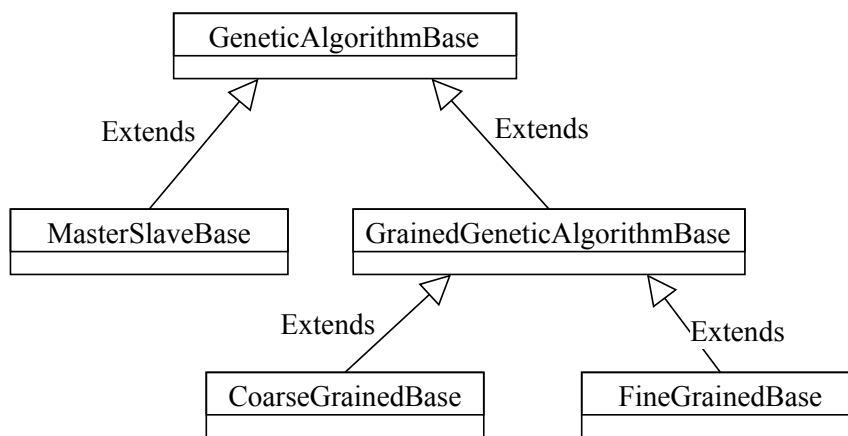 GeneticAlgorithmBase
Extends
Extends
MasterSlaveBase
GrainedGeneticAlgorithmBase
Extends
Extends
CoarseGrainedBase
FineGrainedBase